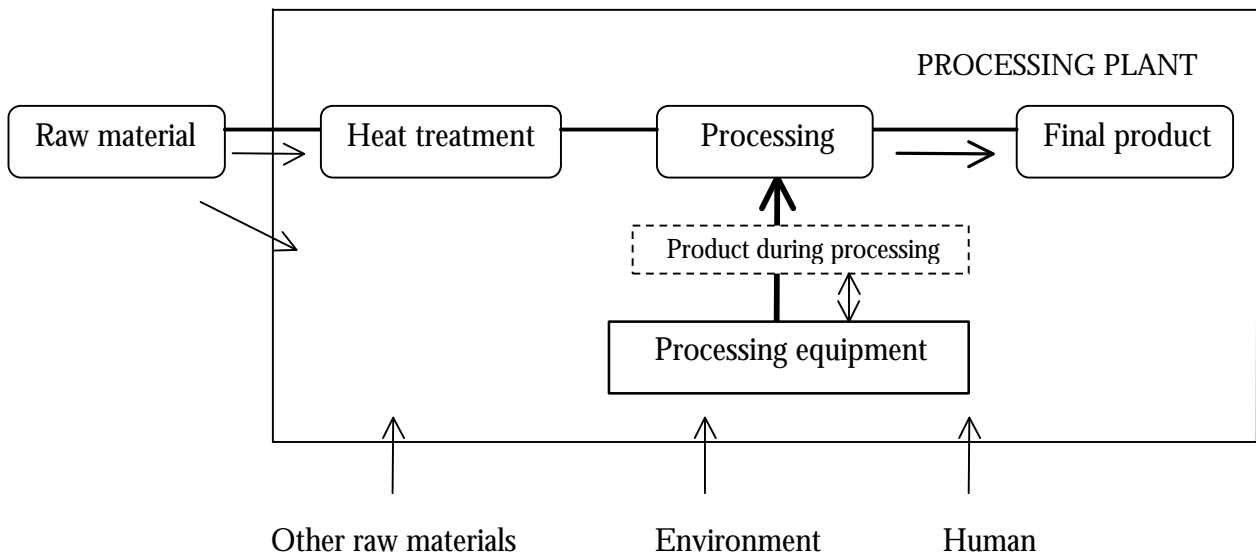 PROCESSING PLANT
Raw material
Heat treatment
Processing
Final product
Product during processing
Processing equipment
Other raw materials
Environment
Human